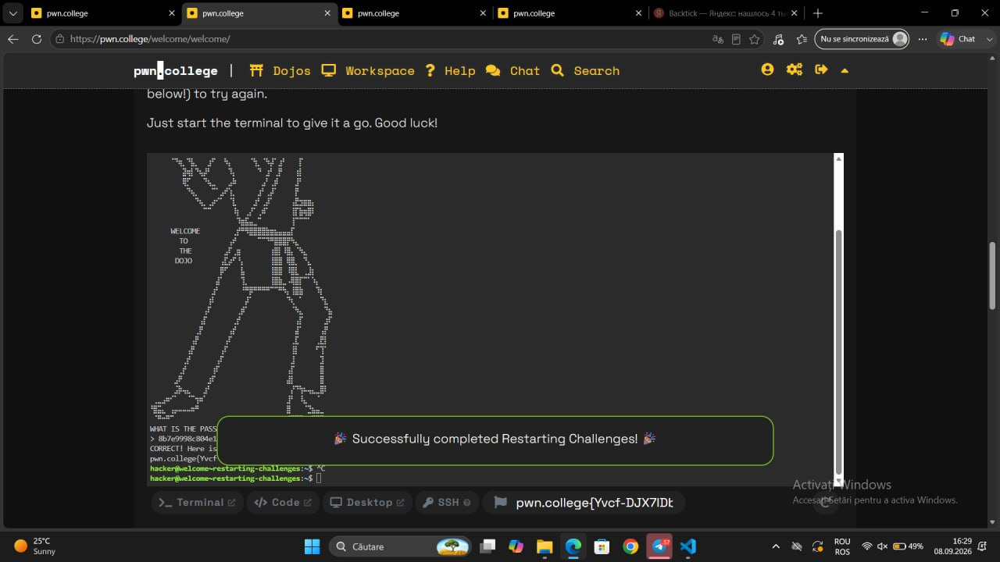 pwn.college
pwn.college
pwn.college
pwn.college
Backtick — Яндекс: нашлось 4 ты
https://pwn.college/welcome/welcome/
Nu se sincronizează
Chat
pwn.college | Dojos Workspace ? Help Chat Search
below!) to try again.
Just start the terminal to give it a go. Good luck!
WELCOME
TO
THE
DOJO
WHAT IS THE PASS
> 8b7e9998c804e1
CORRECT! Here is
pwn.college{Yvcf-
🎉 Successfully completed Restarting Challenges! 🎉
hacker@welcome~restarting-challenges:~$ ^C
hacker@welcome~restarting-challenges:~$
Terminal Code Desktop SSH pwn.college{Yvcf-DJX7lDb
Activați Windows
Accesați Setări pentru a activa Windows.
25°C
Sunny
Căutare
37
ROU
ROS
49%
16:29
08.09.2026